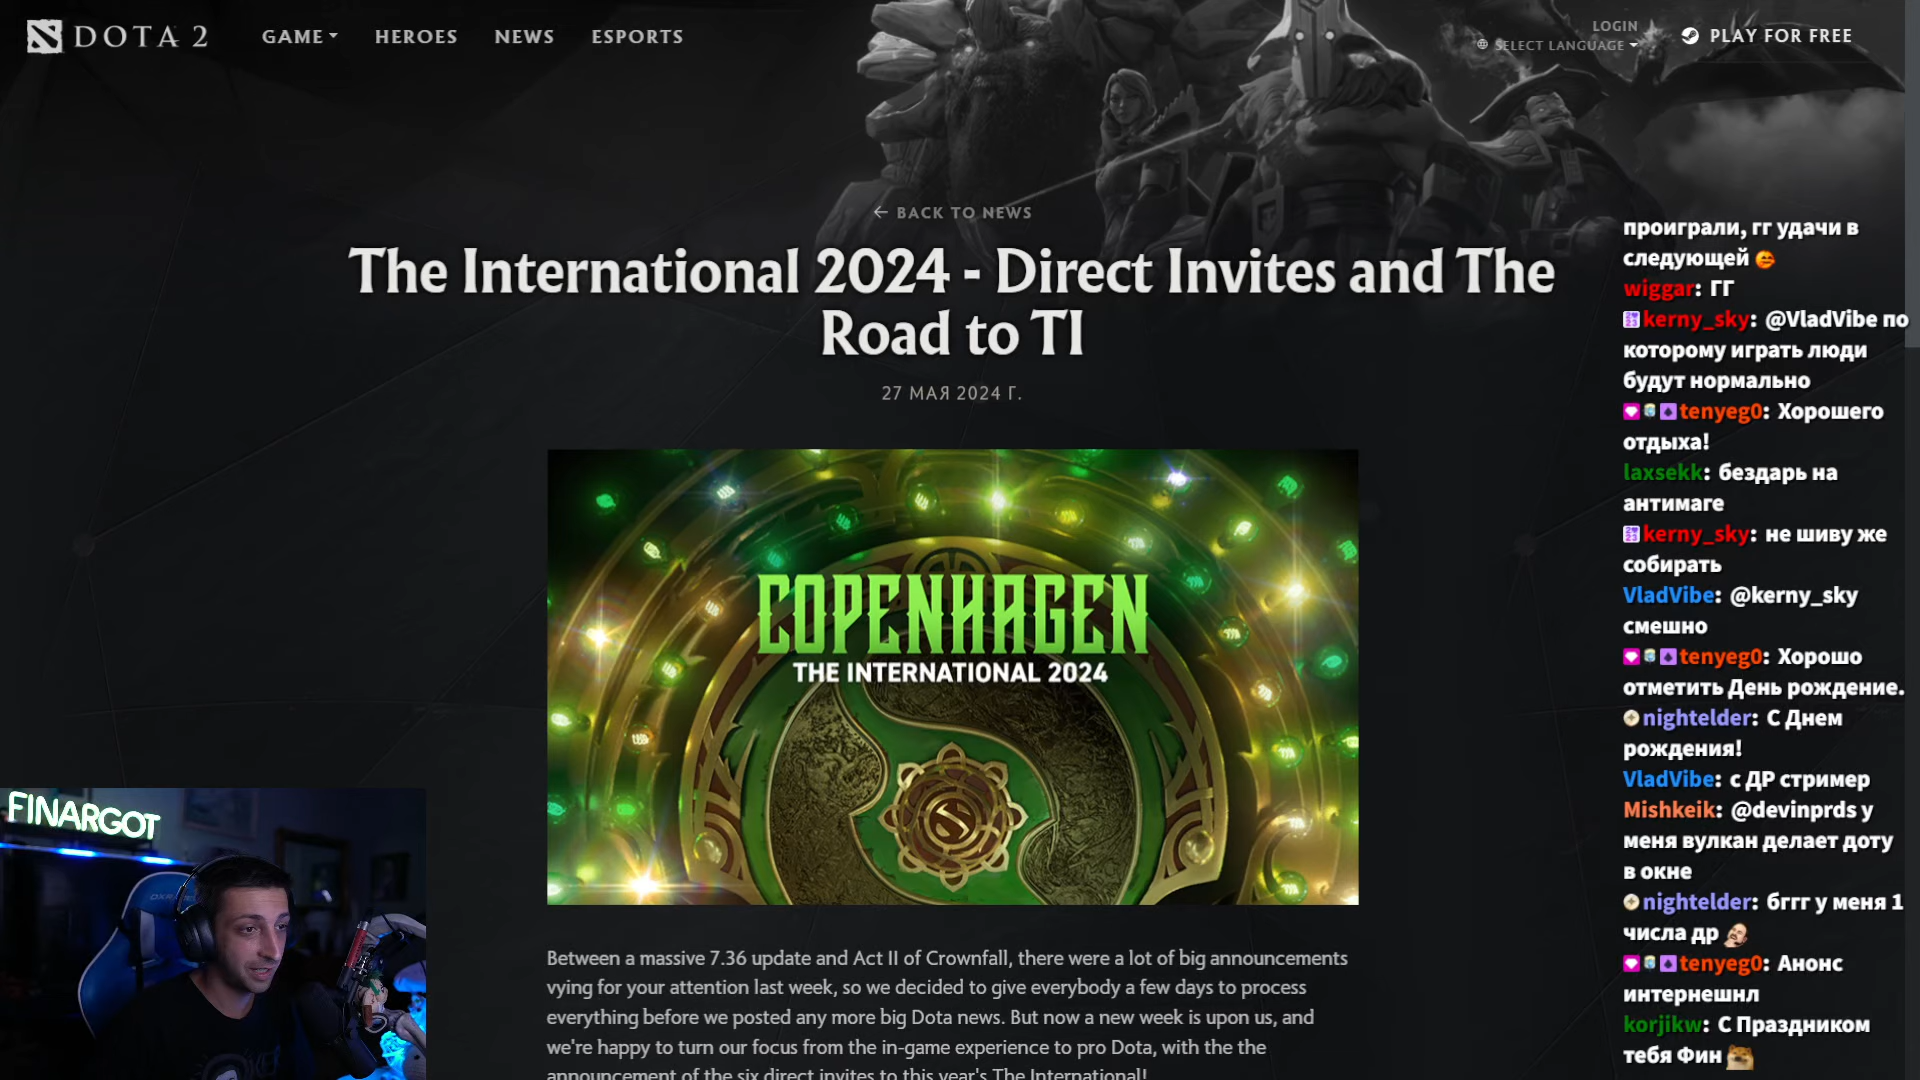 DOTA 2
GAME
HEROES
NEWS
ESPORTS
LOGIN
SELECT LANGUAGE
PLAY FOR FREE
← BACK TO NEWS
The International 2024 - Direct Invites and The
Road to TI
27 МАЯ 2024 Г.
COPENHAGEN
THE INTERNATIONAL 2024
Between a massive 7.36 update and Act II of Crownfall, there were a lot of big announcements
vying for your attention last week, so we decided to give everybody a few days to process
everything before we posted any more big Dota news. But now a new week is upon us, and
we're happy to turn our focus from the in-game experience to pro Dota, with the the
announcement of the six direct invites to this year's The International!
FINARGOT
проиграли, гг удачи в
следующей
wiggar: ГГ
kerny_sky: @VladVibe по
которому играть люди
будут нормально
tenyeg0: Хорошего
отдыха!
laxsekk: бездарь на
антимаге
kerny_sky: не шиву же
собирать
VladVibe: @kerny_sky
смешно
tenyeg0: Хорошо
отметить День рождение.
nightelder: С Днем
рождения!
VladVibe: с ДР стример
Mishkeik: @devinprds у
меня вулкан делает доту
в окне
nightelder: бггг у меня 1
числа др
tenyeg0: Анонс
интернешнл
korjikw: С Праздником
тебя Фин